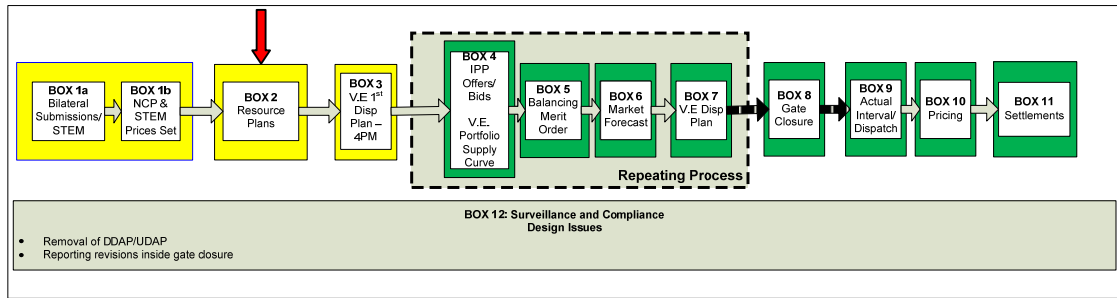 BOX 1a
Bilateral
Submissions/
STEM
BOX 1b
NCP &
STEM
Prices Set
BOX 2
Resource
Plans
BOX 3
V.E 1st
Disp
Plan –
4PM
BOX 4
IPP
Offers/
Bids
V.E.
Portfolio
Supply
Curve
BOX 5
Balancing
Merit
Order
BOX 6
Market
Forecast
BOX 7
V.E Disp
Plan
Repeating Process
BOX 8
Gate
Closure
BOX 9
Actual
Interval/
Dispatch
BOX 10
Pricing
BOX 11
Settlements
BOX 12: Surveillance and Compliance
Design Issues
• Removal of DDAP/UDAP
• Reporting revisions inside gate closure